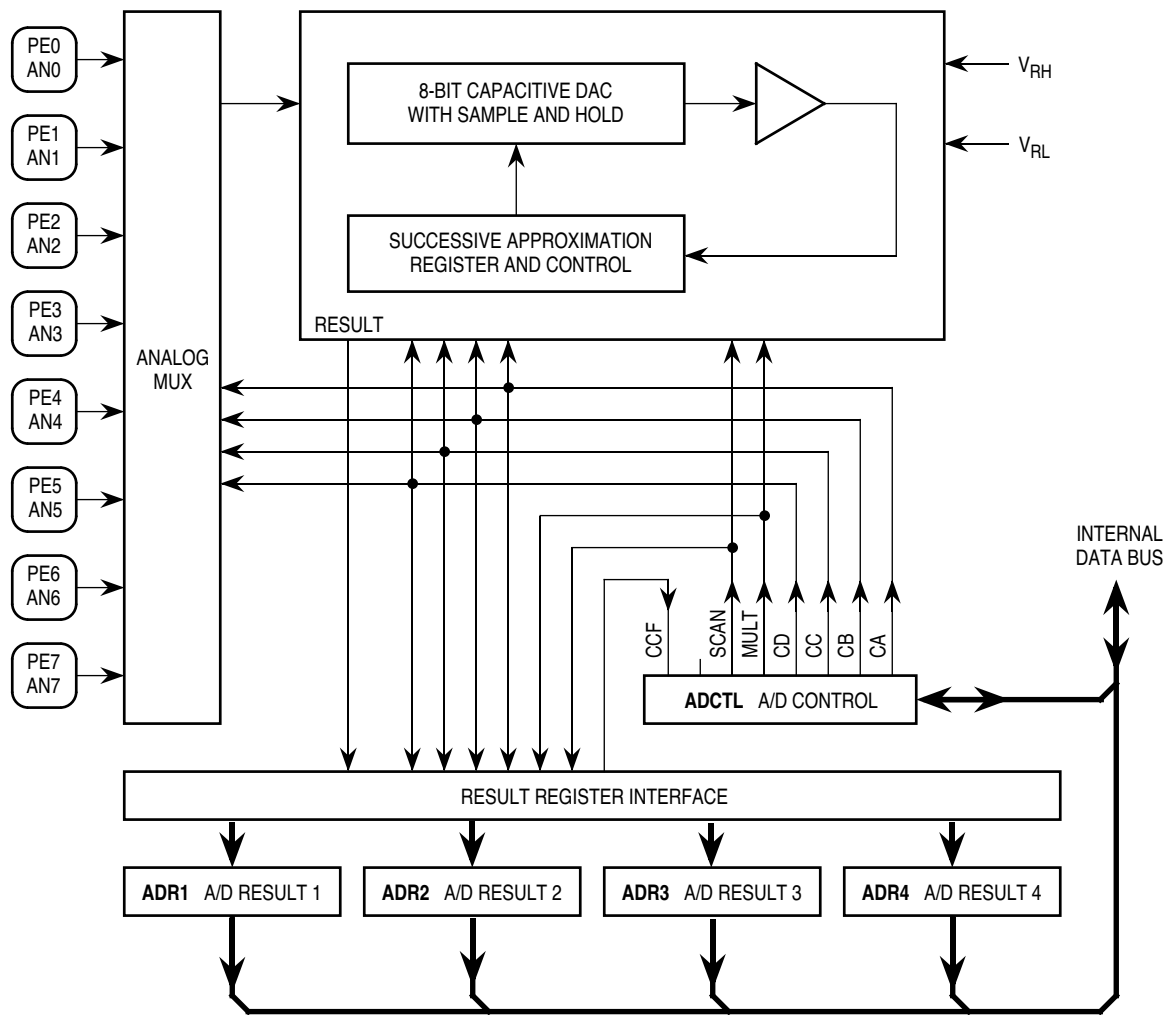 PE0
AN0
PE1
AN1
PE2
AN2
PE3
AN3
PE4
AN4
PE5
AN5
PE6
AN6
PE7
AN7
ANALOG
MUX
8-BIT CAPACITIVE DAC
WITH SAMPLE AND HOLD
SUCCESSIVE APPROXIMATION
REGISTER AND CONTROL
RESULT
VRH
VRL
INTERNAL
DATA BUS
CCF
SCAN
MULT
CD
CC
CB
CA
ADCTL A/D CONTROL
RESULT REGISTER INTERFACE
ADR1 A/D RESULT 1
ADR2 A/D RESULT 2
ADR3 A/D RESULT 3
ADR4 A/D RESULT 4